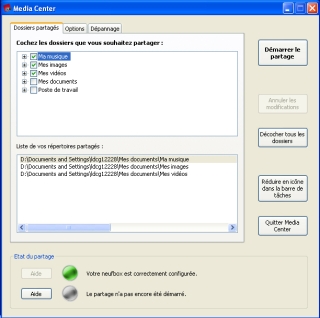 Media Center
Dossiers partagés
Options
Dépannage
Cochez les dossiers que vous souhaitez partager :
Ma musique
Mes images
Mes vidéos
Mes documents
Poste de travail
Démarrer le
partage
Annuler les
modifications
Décocher tous les
dossiers
Liste de vos répertoires partagés :
D:\Documents and Settings\ldcg12228\Mes documents\Ma musique
D:\Documents and Settings\ldcg12228\Mes documents\Mes images
D:\Documents and Settings\ldcg12228\Mes documents\Mes vidéos
Réduire en icône
dans la barre de
tâches
Quitter Media
Center
Etat du partage
Aide
Votre neufbox est correctement configurée.
Aide
Le partage n'a pas encore été démarré.